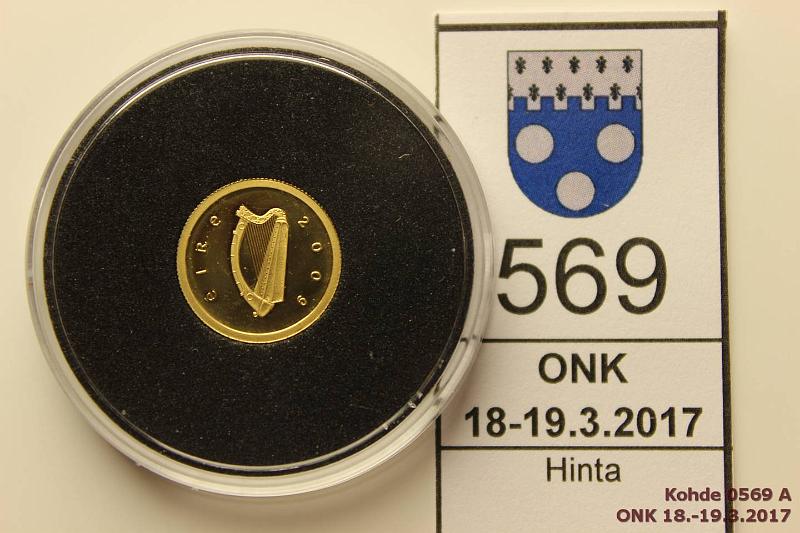 éIRe 2009
569
ONK
18-19.3.2017
Hinta
Kohde 0569 A
ONK 18.-19.3.2017